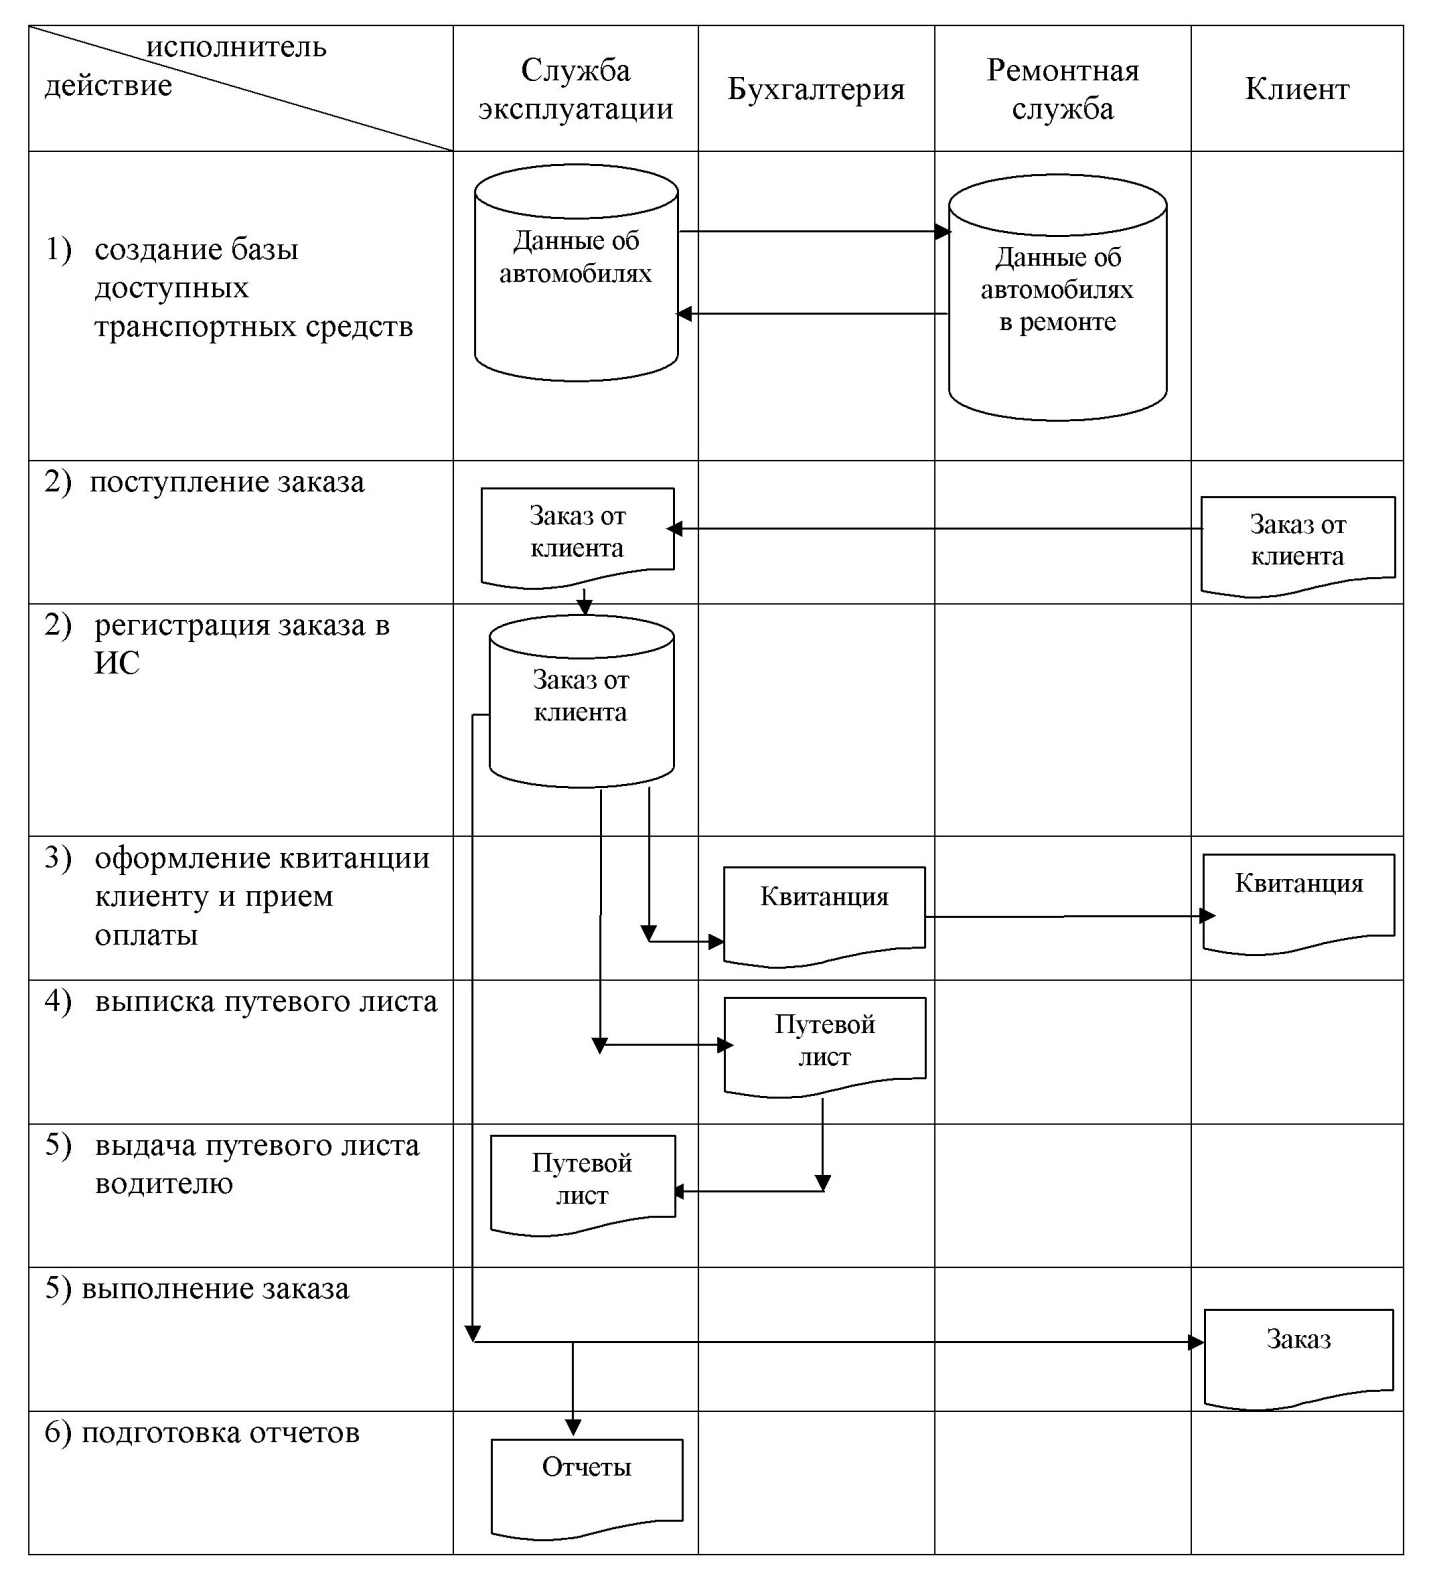 исполнитель
действие
Служба
эксплуатации
Бухгалтерия
Ремонтная
служба
Клиент
1) создание базы
доступных
транспортных средств
Данные об
автомобилях
Данные об
автомобилях
в ремонте
2) поступление заказа
Заказ от
клиента
Заказ от
клиента
2) регистрация заказа в
ИС
Заказ от
клиента
3) оформление квитанции
клиенту и прием
оплаты
Квитанция
Квитанция
4) выписка путевого листа
Путевой
лист
5) выдача путевого листа
водителю
Путевой
лист
5) выполнение заказа
Заказ
6) подготовка отчетов
Отчеты